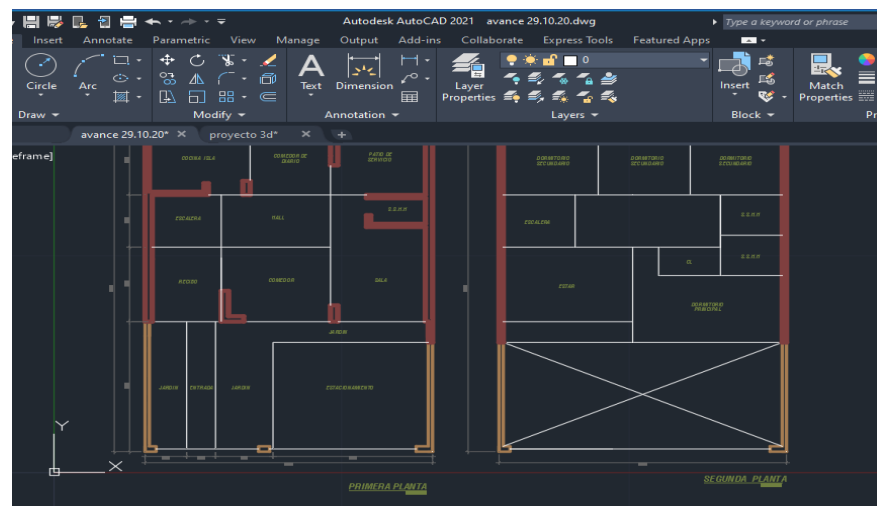 Autodesk AutoCAD 2021 avance 29.10.20.dwg
Type a keyword or phrase
Insert Annotate Parametric View Manage Output Add-ins Collaborate Express Tools Featured Apps
0
Circle Arc Text Dimension Layer Properties Insert Match Properties
Draw Modify Annotation Layers Block
avance 29.10.20* proyecto 3d*
eframe]
COCINA ISLA
COMEDOR DE
DIARIO
PATIO DE
SERVICIO
DORMITORIO
SECUNDARIO
DORMITORIO
SECUNDARIO
DORMITORIO
SECUNDARIO
ESCALERA
HALL
S.S.H.H
ESCALERA
S.S.H.H
RECIBO
COMEDOR
SALA
ESTAR
CL
S.S.H.H
DORMITORIO
PRINCIPAL
JARDIN
JARDIN
ENTRADA
JARDIN
ESTACIONAMIENTO
Y
X
PRIMERA PLANTA
SEGUNDA PLANTA